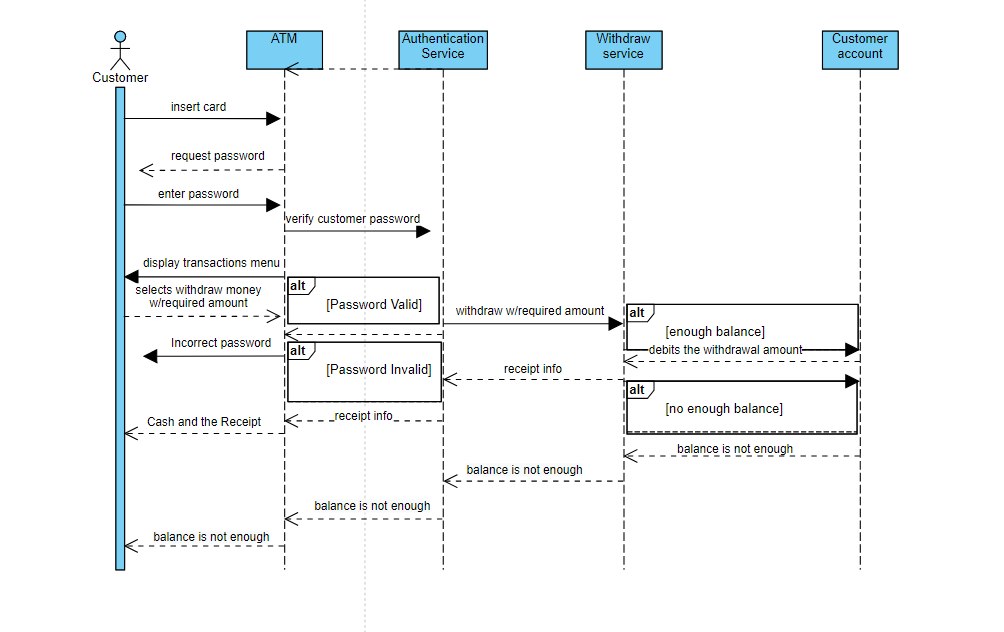 ATM
Authentication
Service
Withdraw
service
Customer
account
Customer
insert card
request password
enter password
verify customer password
display transactions menu
selects withdraw money
w/required amount
alt
[Password Valid]
withdraw w/required amount
alt
[enough balance]
Incorrect password
alt
[Password Invalid]
debits the withdrawal amount
receipt info
alt
[no enough balance]
receipt info
Cash and the Receipt
balance is not enough
balance is not enough
balance is not enough
balance is not enough